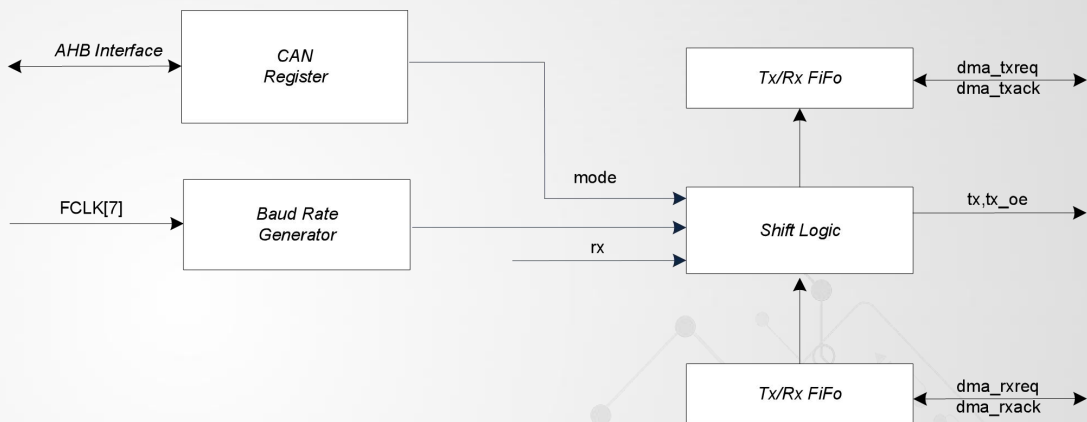 AHB Interface
CAN
Register
Tx/Rx FiFo
dma_txreq
dma_txack
mode
FCLK[7]
Baud Rate
Generator
Shift Logic
tx,tx_oe
rx
Tx/Rx FiFo
dma_rxreq
dma_rxack